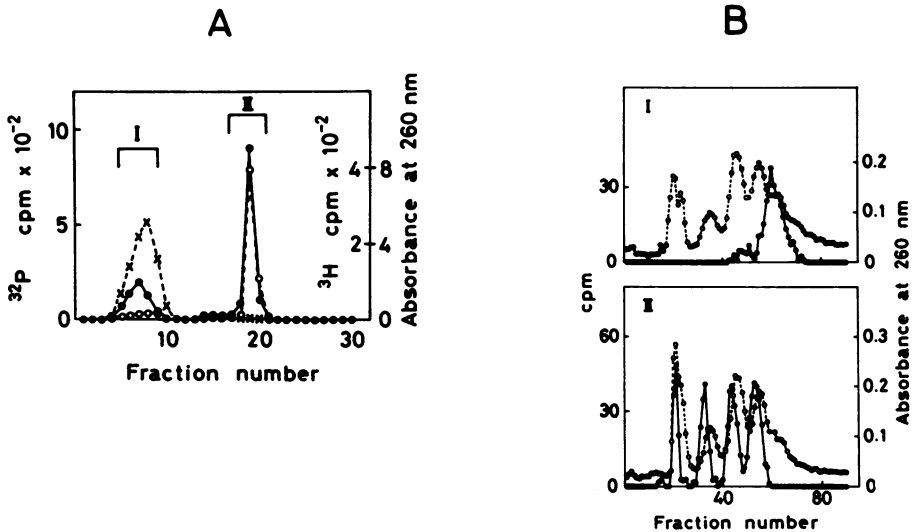 A
B
I
II
10
5
0
4
2
0
8
4
0
³²P cpm x 10⁻²
³H cpm x 10⁻²
Absorbance at 260 nm
0 10 20 30
Fraction number
I
30
0
0.2
0.1
0
II
60
30
0
0.3
0.2
0.1
0
cpm
Absorbance at 260 nm
40 80
Fraction number